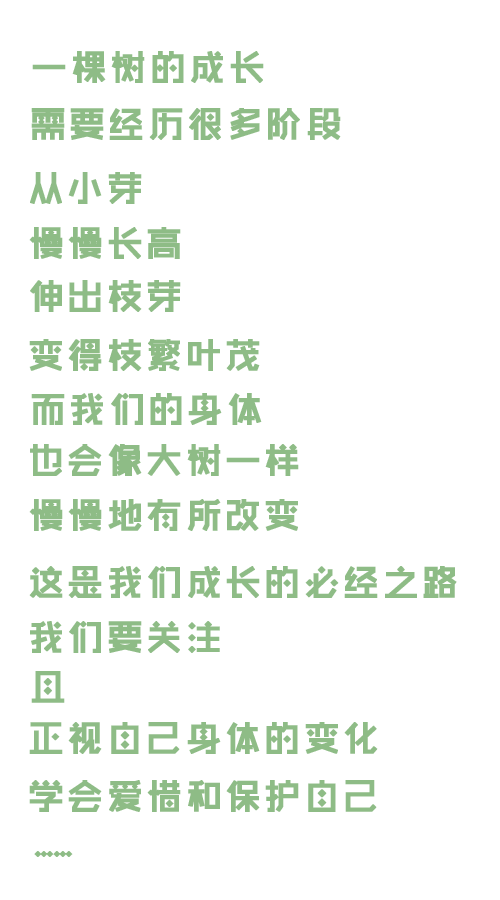 一棵树的成长
需要经历很多阶段
从小芽
慢慢长高
伸出枝芽
变得枝繁叶茂
而我们的身体
也会像大树一样
慢慢地有所改变
这是我们成长的必经之路
我们要关注
且
正视自己身体的变化
学会爱惜和保护自己
……